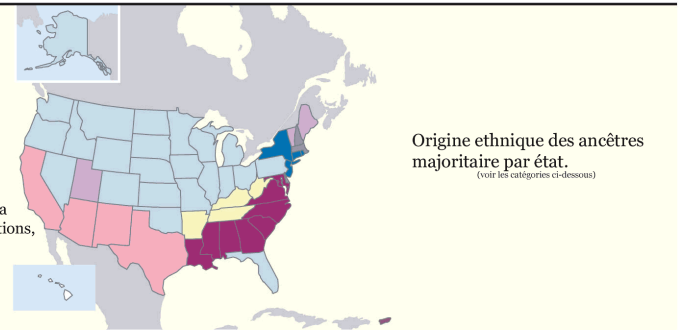 a
tions,
Origine ethnique des ancêtres
majoritaire par état.
(voir les catégories ci-dessous)